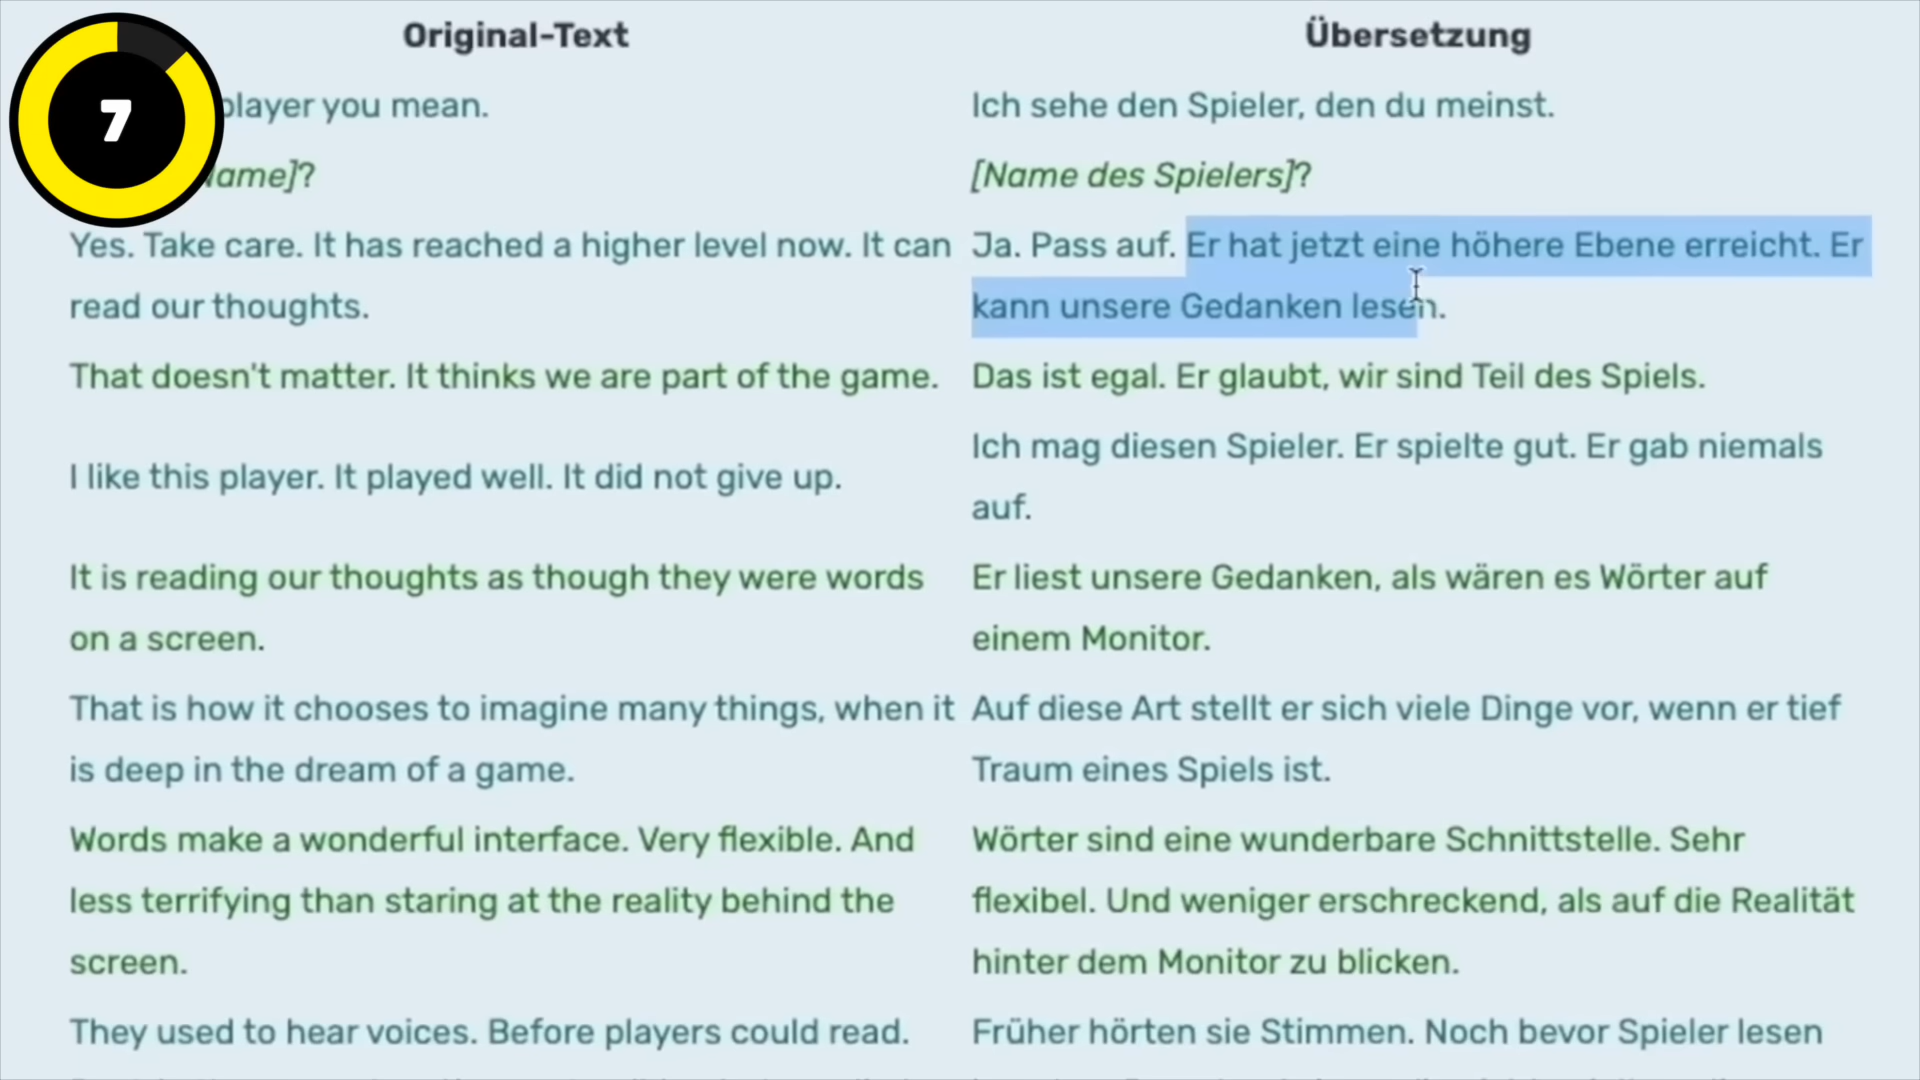 Original-Text
Übersetzung
7
player you mean.
Ich sehe den Spieler, den du meinst.
ame]?
[Name des Spielers]?
Yes. Take care. It has reached a higher level now. It can
read our thoughts.
Ja. Pass auf. Er hat jetzt eine höhere Ebene erreicht. Er
kann unsere Gedanken lesen.
That doesn't matter. It thinks we are part of the game.
Das ist egal. Er glaubt, wir sind Teil des Spiels.
I like this player. It played well. It did not give up.
Ich mag diesen Spieler. Er spielte gut. Er gab niemals
auf.
It is reading our thoughts as though they were words
on a screen.
Er liest unsere Gedanken, als wären es Wörter auf
einem Monitor.
That is how it chooses to imagine many things, when it
is deep in the dream of a game.
Auf diese Art stellt er sich viele Dinge vor, wenn er tief
Traum eines Spiels ist.
Words make a wonderful interface. Very flexible. And
less terrifying than staring at the reality behind the
screen.
Wörter sind eine wunderbare Schnittstelle. Sehr
flexibel. Und weniger erschreckend, als auf die Realität
hinter dem Monitor zu blicken.
They used to hear voices. Before players could read.
Früher hörten sie Stimmen. Noch bevor Spieler lesen